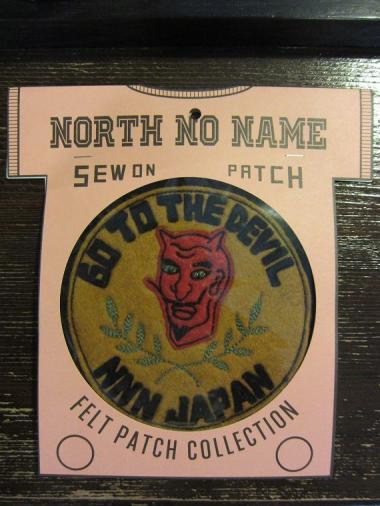 NORTH NO NAME
SEW ON PATCH
GO TO THE DEVIL
NNN JAPAN
FELT PATCH COLLECTION